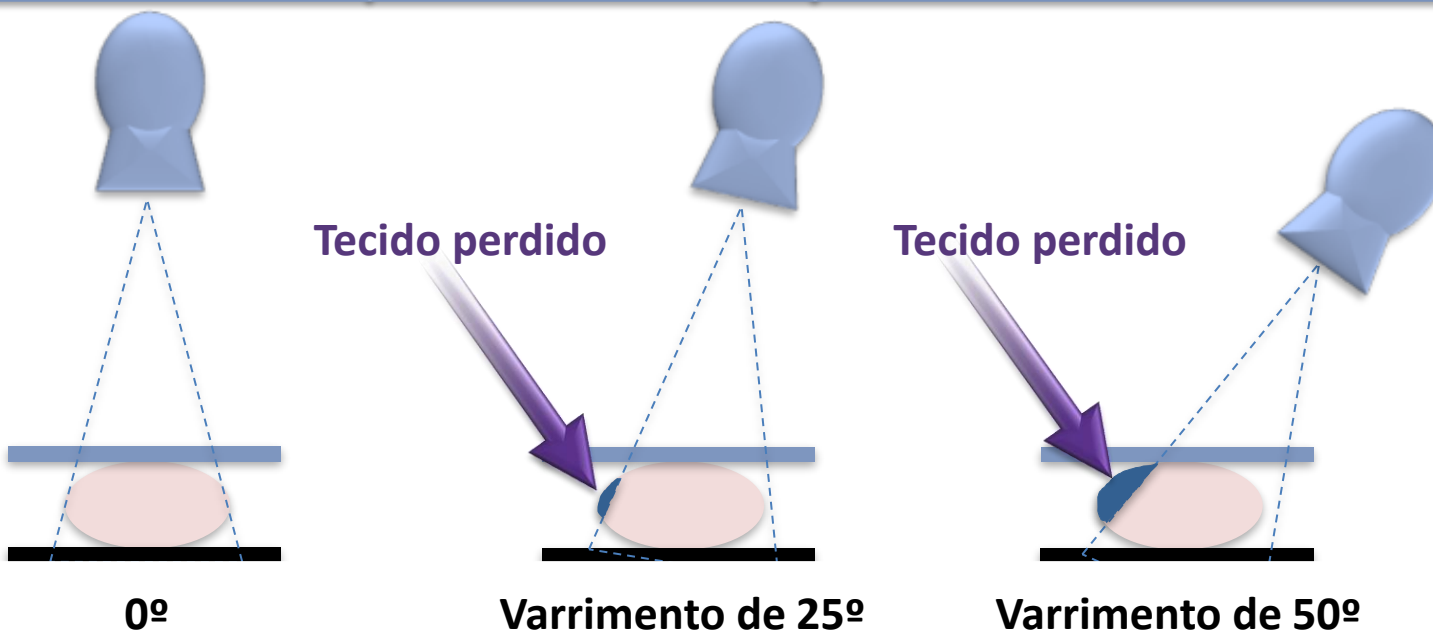 Tecido perdido
Tecido perdido
0º
Varrimento de 25º
Varrimento de 50º